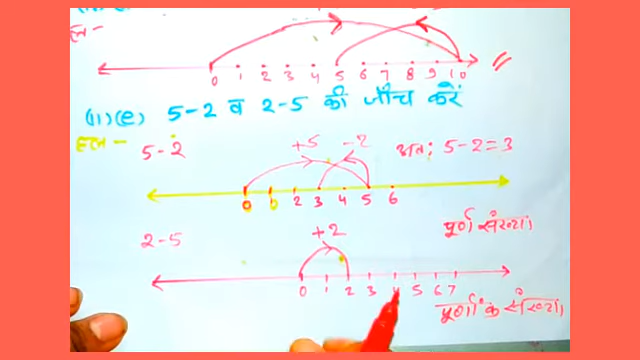 हल-
0 1 2 3 4 5 6 7 8 9 10
(11)(e) 5-2 व 2-5 की जाँच करें
हल-
5-2 +5 -2 अतः 5-2=3
0 1 2 3 4 5 6
2-5 +2 पूर्ण संख्या।
0 1 2 3 4 5 6 7
पूर्णांक संख्या।